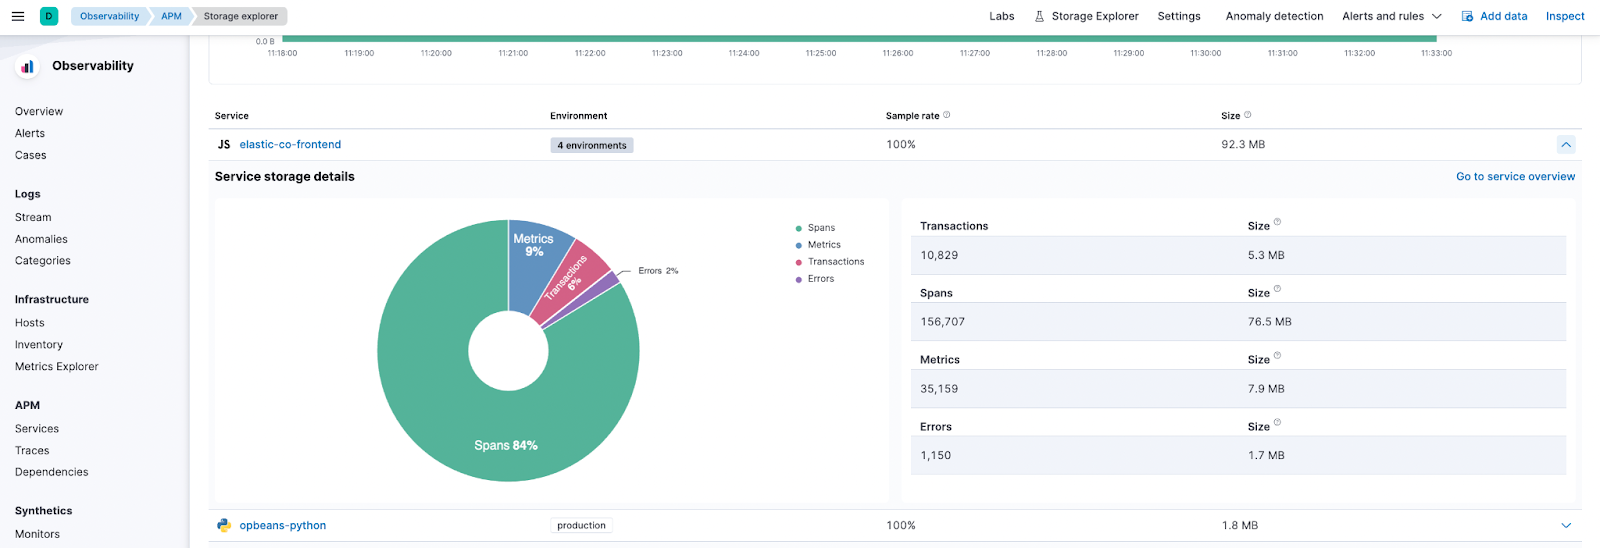 D Observability APM Storage explorer Labs Storage Explorer Settings Anomaly detection Alerts and rules Add data Inspect
Observability
Overview
Alerts
Cases
Logs
Stream
Anomalies
Categories
Infrastructure
Hosts
Inventory
Metrics Explorer
APM
Services
Traces
Dependencies
Synthetics
Monitors
0.0 B
11:18:00 11:19:00 11:20:00 11:21:00 11:22:00 11:23:00 11:24:00 11:25:00 11:26:00 11:27:00 11:28:00 11:29:00 11:30:00 11:31:00 11:32:00 11:33:00
Service Environment Sample rate Size
JS elastic-co-frontend 4 environments 100% 92.3 MB
Service storage details Go to service overview
Metrics
9%
Transactions
6%
Errors 2%
Spans 84%
Spans
Metrics
Transactions
Errors
Transactions Size
10,829 5.3 MB
Spans Size
156,707 76.5 MB
Metrics Size
35,159 7.9 MB
Errors Size
1,150 1.7 MB
opbeans-python production 100% 1.8 MB